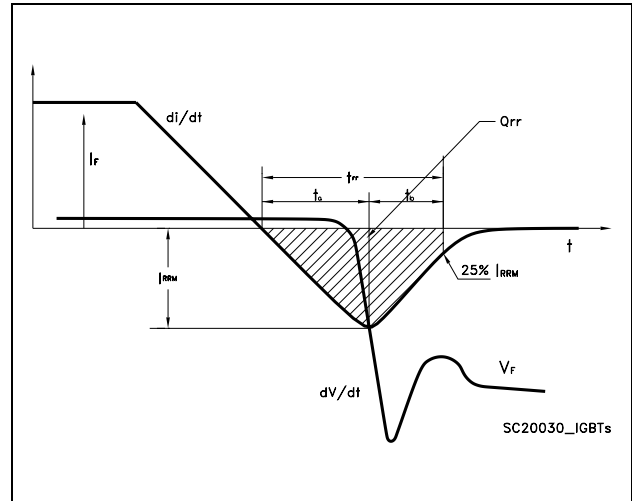 di/dt
Qrr
IF
trr
ta
tb
t
IRRM
25% IRRM
VF
dV/dt
SC20030_IGBTs